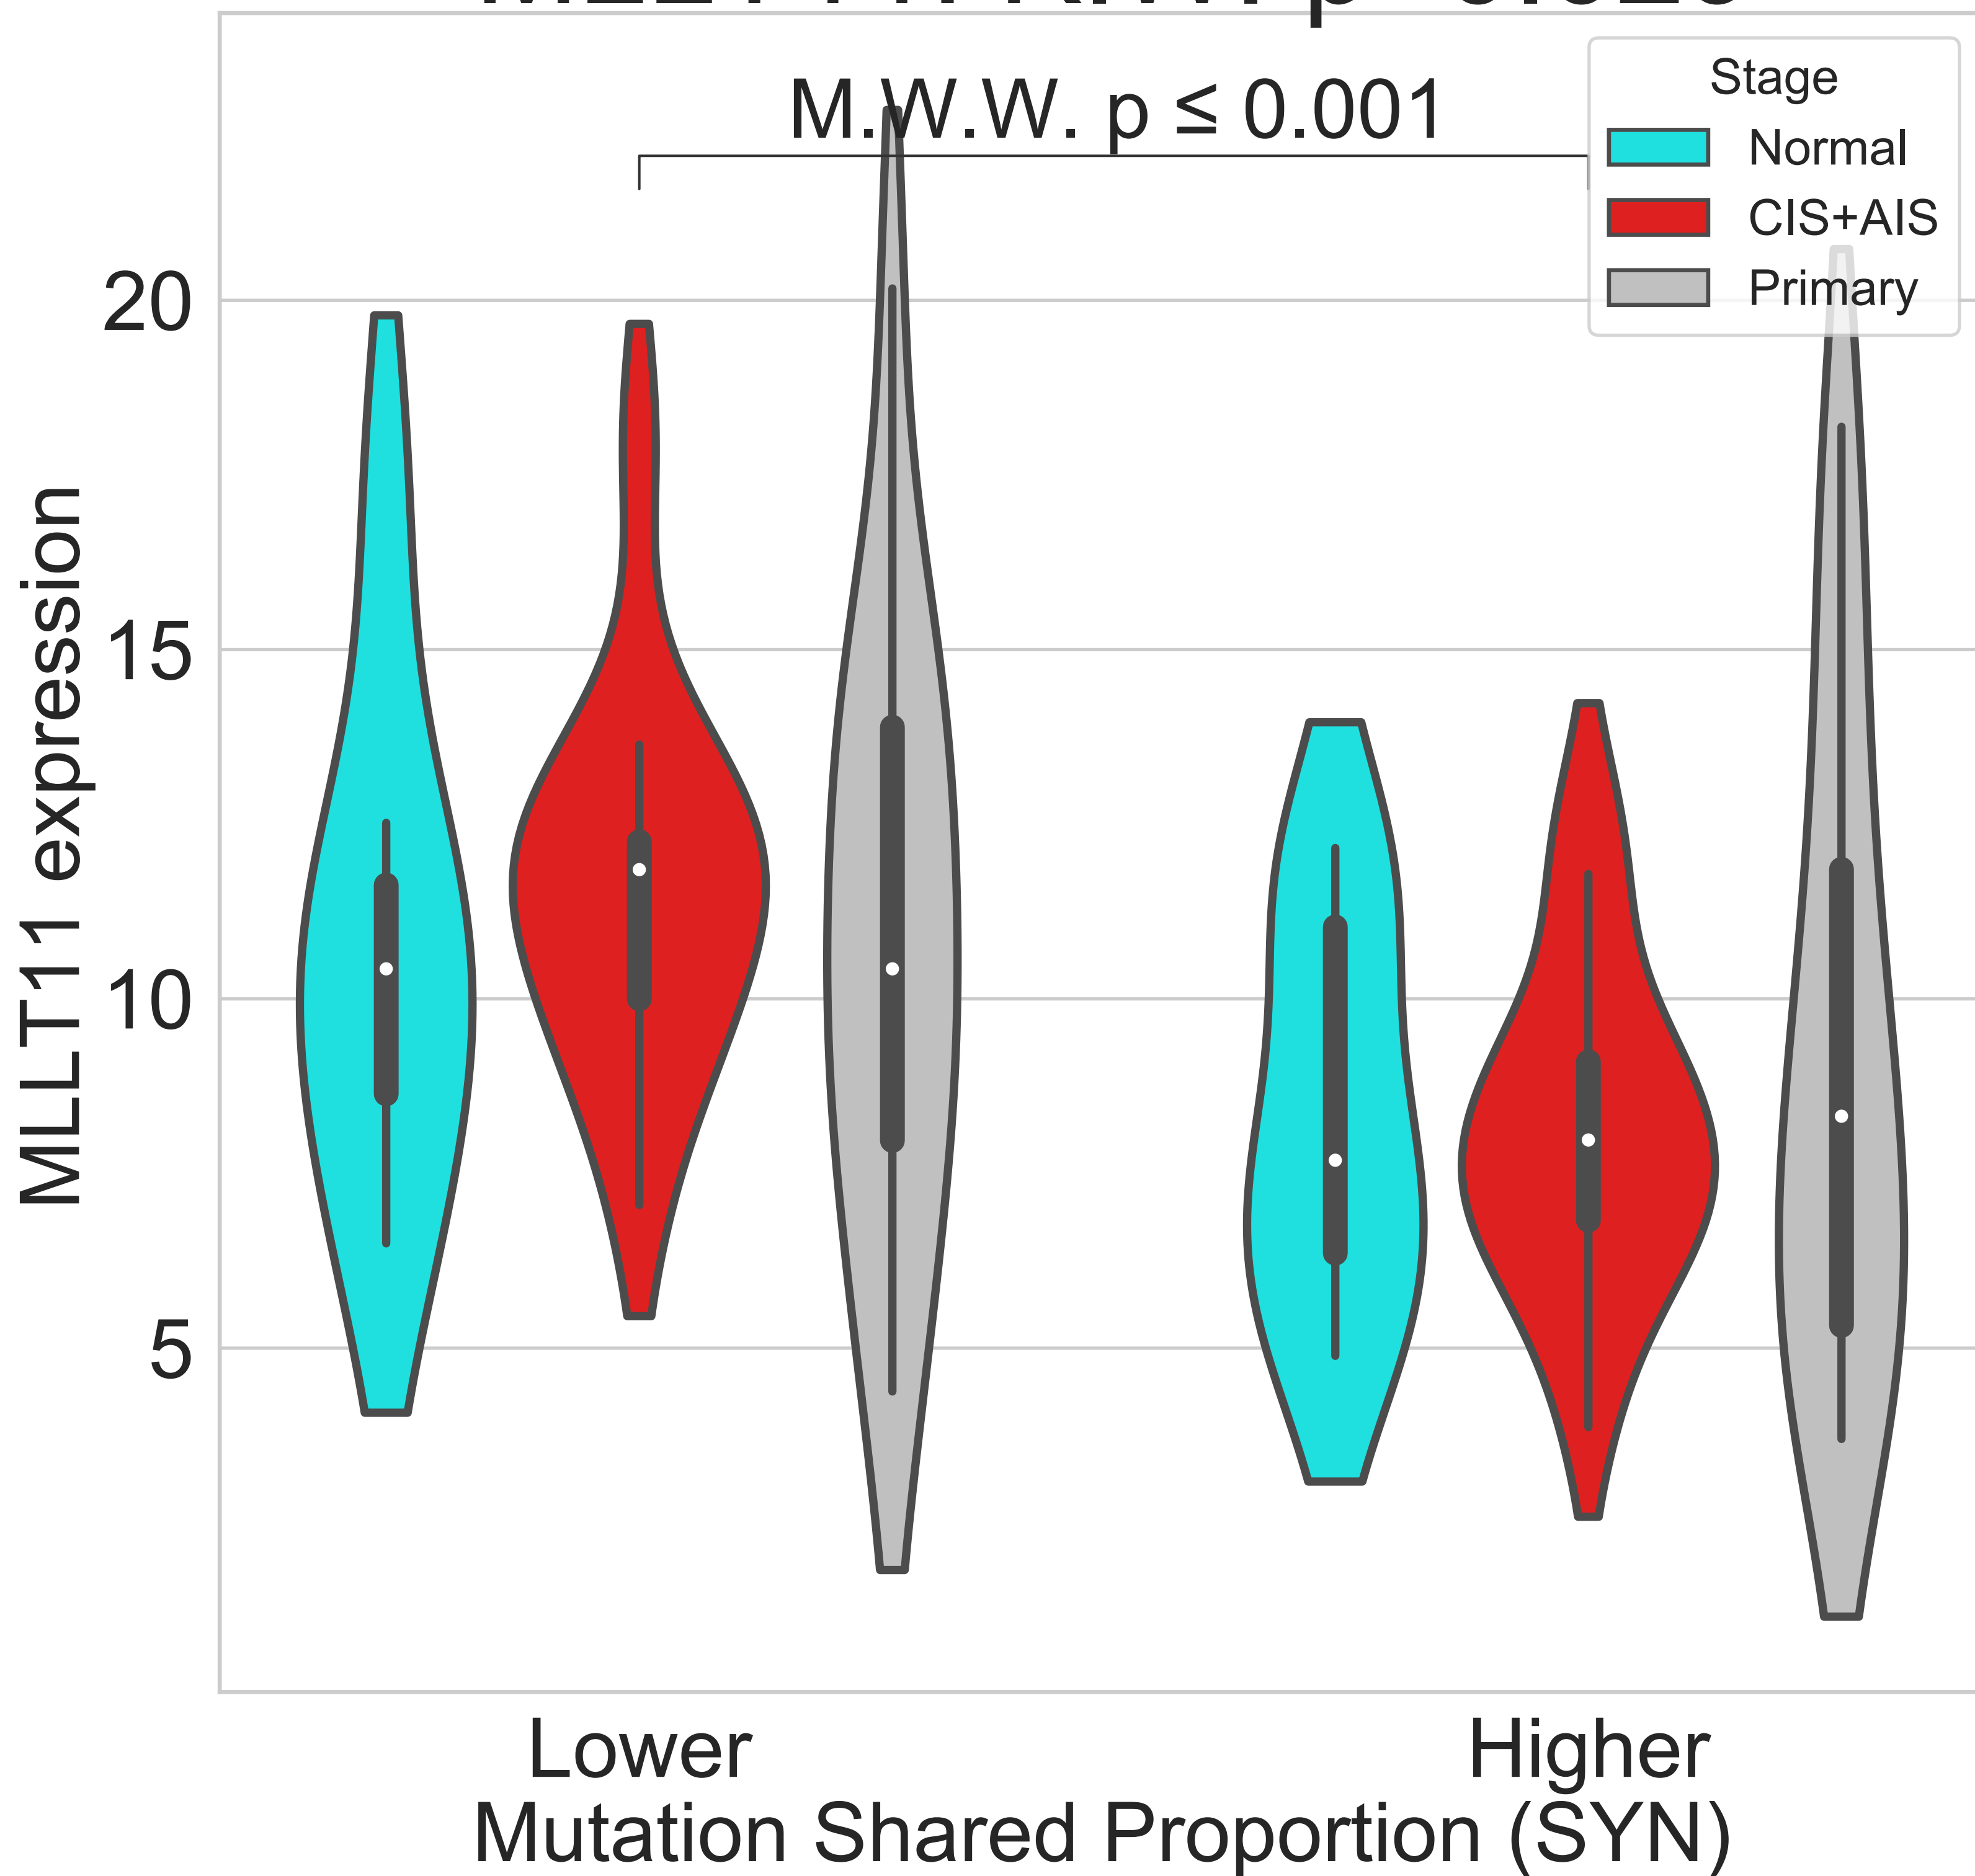 M.W.W. p ≤ 0.001
Stage
Normal
CIS+AIS
Primary
20
15
10
5
MLLT11 expression
Lower
Higher
Mutation Shared Proportion (SYN)